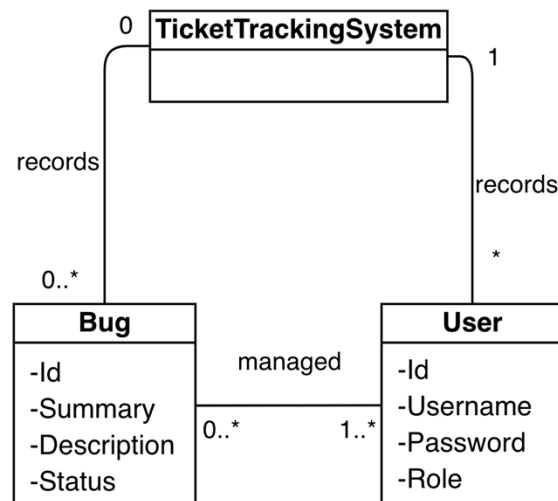 TicketTrackingSystem
0
1
records
records
0..*
*
Bug
-Id
-Summary
-Description
-Status
managed
0..*
1..*
User
-Id
-Username
-Password
-Role